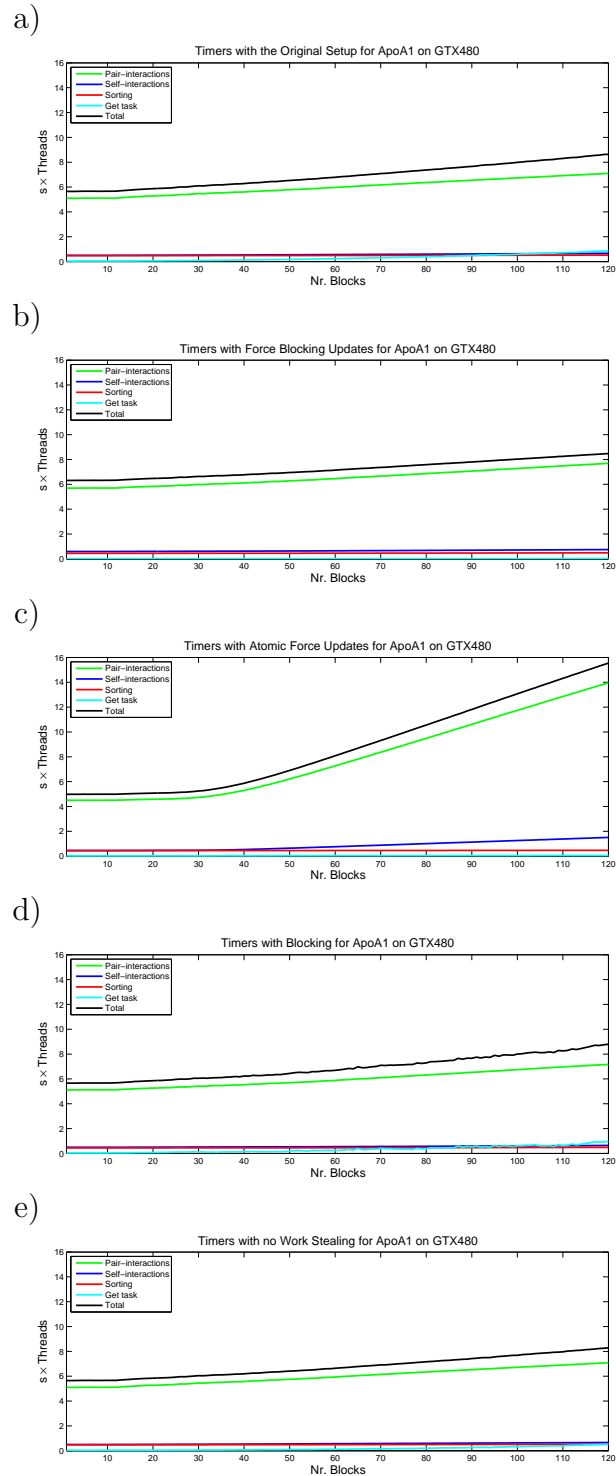 a)
Timers with the Original Setup for ApoA1 on GTX480
16
14
12
10
8
6
4
2
0
s × Threads
Pair−interactions
Self−interactions
Sorting
Get task
Total
10 20 30 40 50 60 70 80 90 100 110 120
Nr. Blocks
b)
Timers with Force Blocking Updates for ApoA1 on GTX480
16
14
12
10
8
6
4
2
0
s × Threads
Pair−interactions
Self−interactions
Sorting
Get task
Total
10 20 30 40 50 60 70 80 90 100 110 120
Nr. Blocks
c)
Timers with Atomic Force Updates for ApoA1 on GTX480
16
14
12
10
8
6
4
2
0
s × Threads
Pair−interactions
Self−interactions
Sorting
Get task
Total
10 20 30 40 50 60 70 80 90 100 110 120
Nr. Blocks
d)
Timers with Blocking for ApoA1 on GTX480
16
14
12
10
8
6
4
2
0
s × Threads
Pair−interactions
Self−interactions
Sorting
Get task
Total
10 20 30 40 50 60 70 80 90 100 110 120
Nr. Blocks
e)
Timers with no Work Stealing for ApoA1 on GTX480
16
14
12
10
8
6
4
2
0
s × Threads
Pair−interactions
Self−interactions
Sorting
Get task
Total
10 20 30 40 50 60 70 80 90 100 110 120
Nr. Blocks